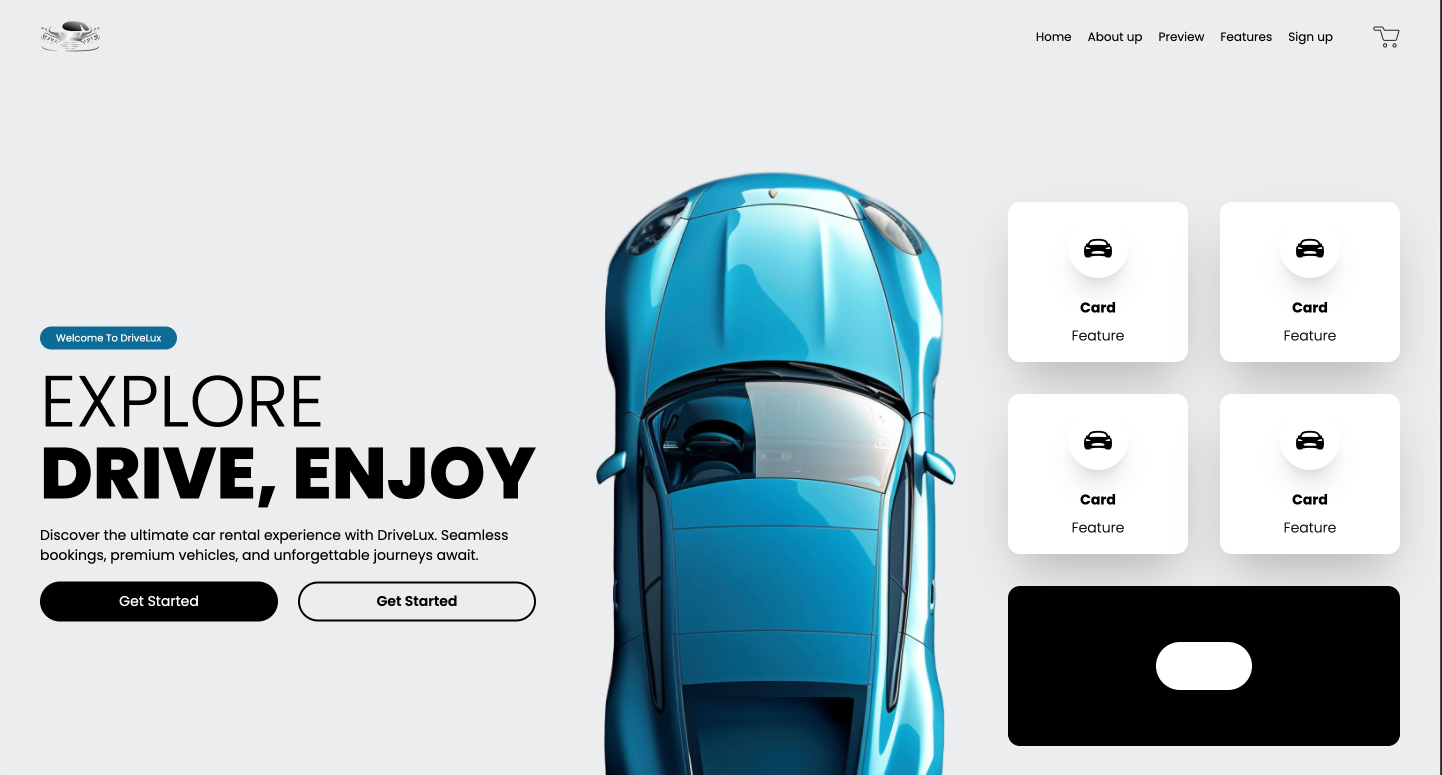 Home
About up
Preview
Features
Sign up
Welcome To DriveLux
EXPLORE
DRIVE, ENJOY
Discover the ultimate car rental experience with DriveLux. Seamless
bookings, premium vehicles, and unforgettable journeys await.
Get Started
Get Started
Card
Feature
Card
Feature
Card
Feature
Card
Feature